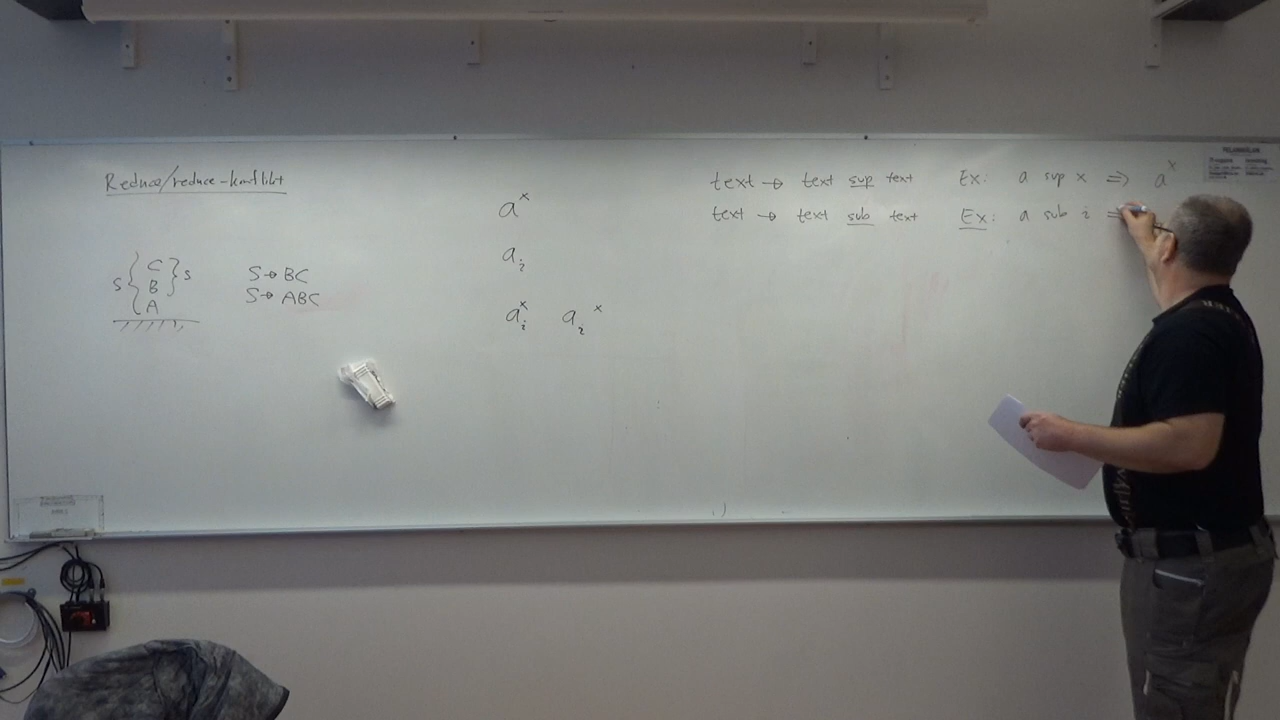 Reduce/reduce-konflikt
S { C } S
B
A
S → BC
S → ABC
a^x
a_i
a_i^x a_i ^x
text → text sup text Ex: a sup x ⇒ a^x
text → text sub text Ex: a sub i ⇒